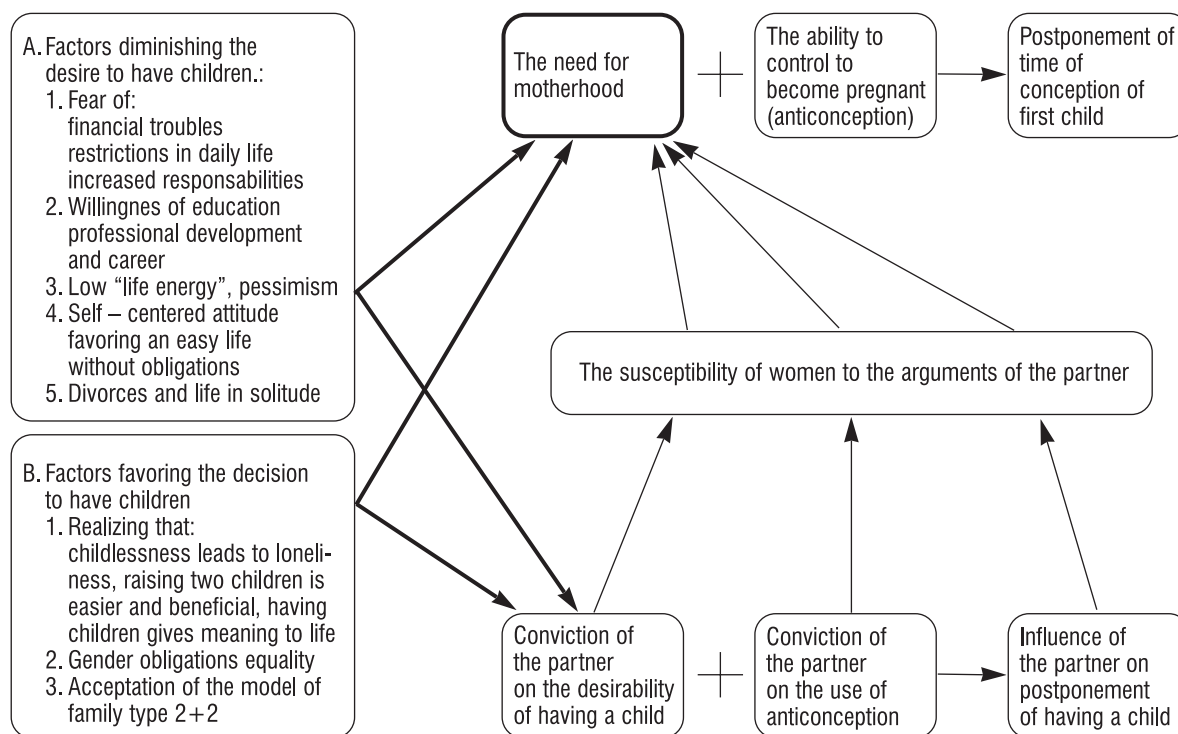 A. Factors diminishing the
desire to have children.:
1. Fear of:
financial troubles
restrictions in daily life
increased responsabilities
2. Willingnes of education
professional development
and career
3. Low “life energy”, pessimism
4. Self – centered attitude
favoring an easy life
without obligations
5. Divorces and life in solitude
B. Factors favoring the decision
to have children
1. Realizing that:
childlessness leads to loneli-
ness, raising two children is
easier and beneficial, having
children gives meaning to life
2. Gender obligations equality
3. Acceptation of the model of
family type 2+2
The need for
motherhood
+
The ability to
control to
become pregnant
(anticonception)
Postponement of
time of
conception of
first child
The susceptibility of women to the arguments of the partner
Conviction of
the partner
on the desirability
of having a child
+
Conviction of
the partner
on the use of
anticonception
Influence of
the partner on
postponement
of having a child